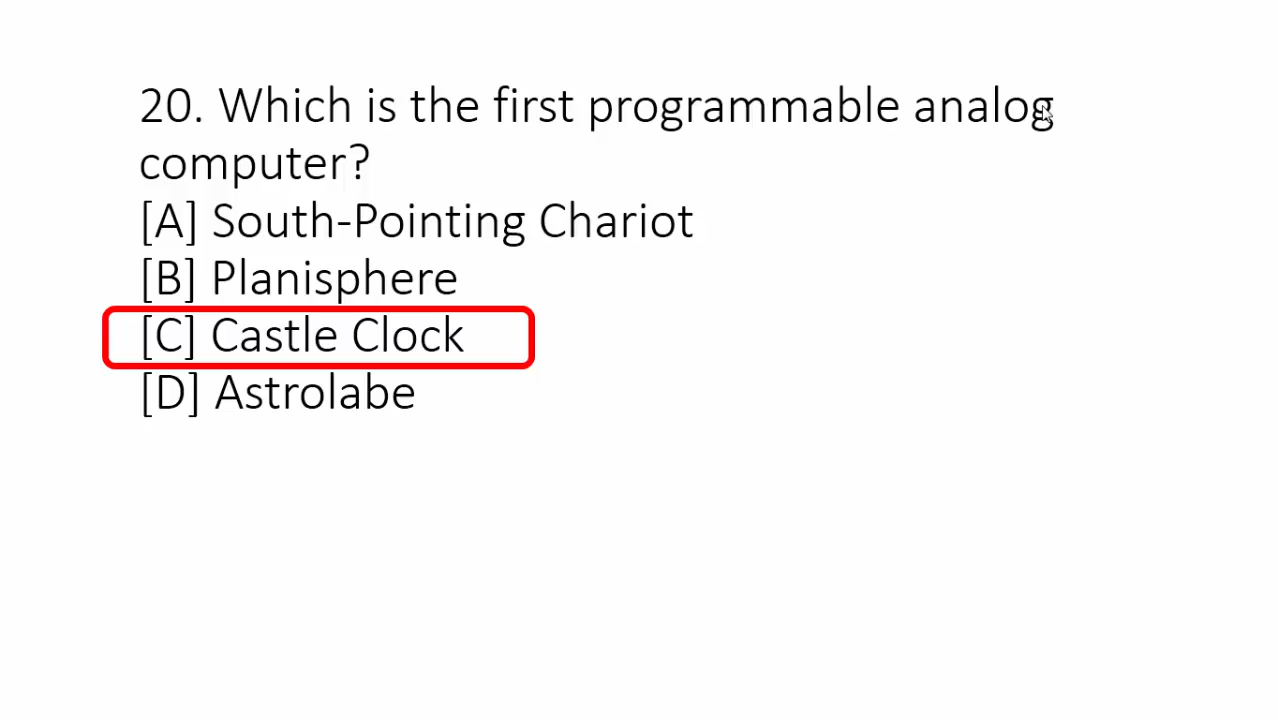 20. Which is the first programmable analog
computer?
[A] South-Pointing Chariot
[B] Planisphere
[C] Castle Clock
[D] Astrolabe